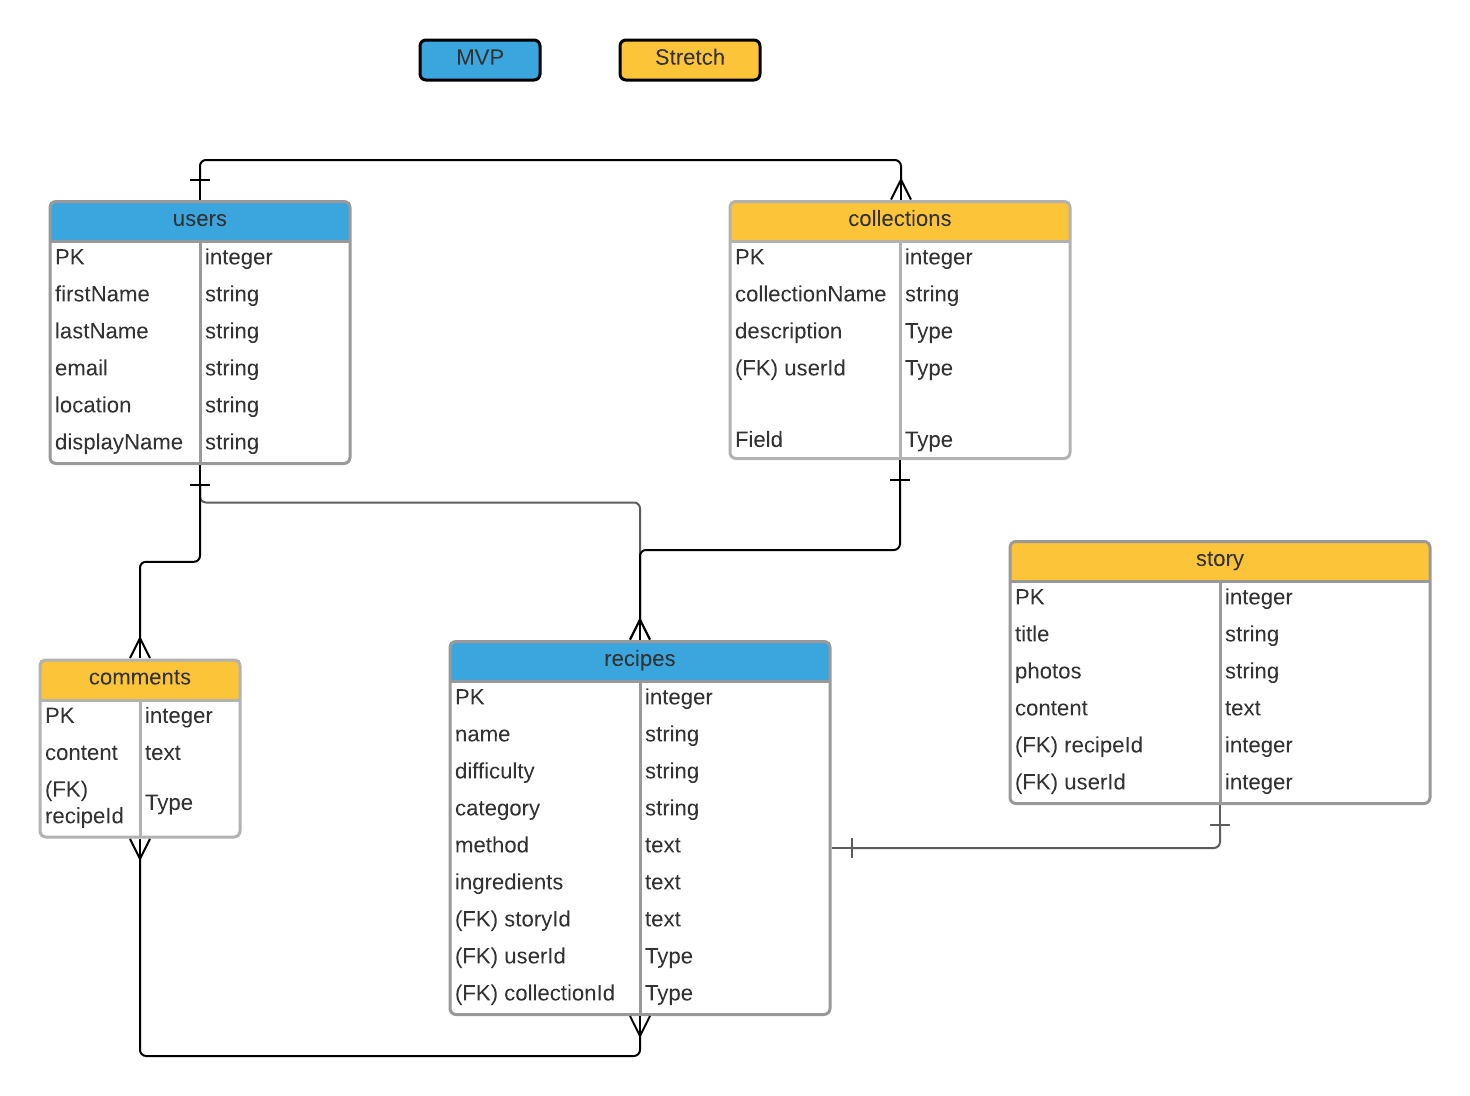 MVP
Stretch
users
PK integer
firstName string
lastName string
email string
location string
displayName string
collections
PK integer
collectionName string
description Type
(FK) userId Type
Field Type
story
PK integer
title string
photos string
content text
(FK) recipeId integer
(FK) userId integer
comments
PK integer
content text
(FK)
recipeId Type
recipes
PK integer
name string
difficulty string
category string
method text
ingredients text
(FK) storyId text
(FK) userId Type
(FK) collectionId Type